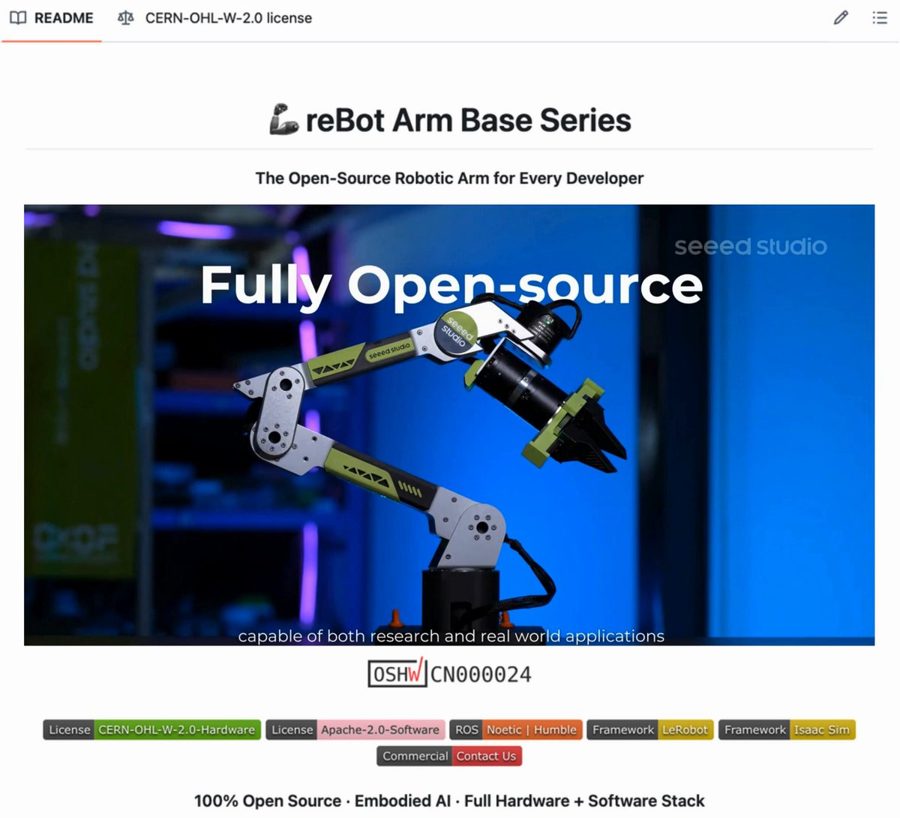 README
CERN-OHL-W-2.0 license
reBot Arm Base Series
The Open-Source Robotic Arm for Every Developer
seeed studio
Fully Open-source
seeed studio
seeed studio
capable of both research and real world applications
OSHW CN000024
License CERN-OHL-W-2.0-Hardware License Apache-2.0-Software ROS Noetic | Humble Framework LeRobot Framework Isaac Sim
Commercial Contact Us
100% Open Source · Embodied AI · Full Hardware + Software Stack